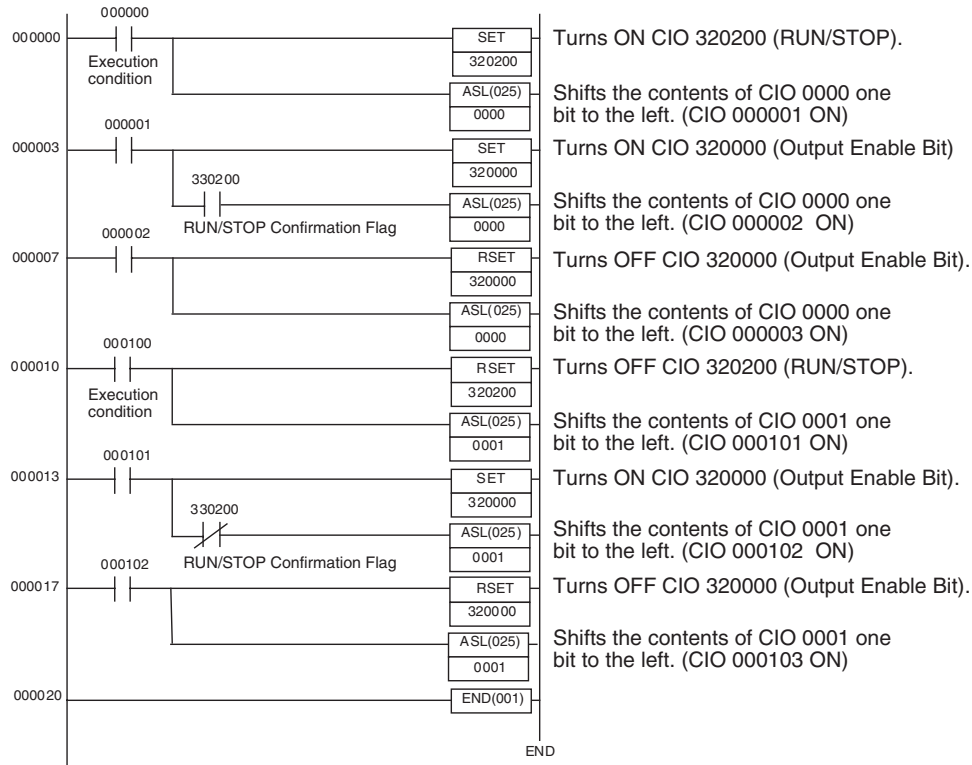 000000
000000
Execution
condition
SET
320200
Turns ON CIO 320200 (RUN/STOP).
ASL(025)
0000
Shifts the contents of CIO 0000 one
bit to the left. (CIO 000001 ON)
000001
000003
SET
320000
Turns ON CIO 320000 (Output Enable Bit)
330200
RUN/STOP Confirmation Flag
ASL(025)
0000
Shifts the contents of CIO 0000 one
bit to the left. (CIO 000002 ON)
000002
000007
RSET
320000
Turns OFF CIO 320000 (Output Enable Bit).
ASL(025)
0000
Shifts the contents of CIO 0000 one
bit to the left. (CIO 000003 ON)
000100
000010
Execution
condition
RSET
320200
Turns OFF CIO 320200 (RUN/STOP).
ASL(025)
0001
Shifts the contents of CIO 0001 one
bit to the left. (CIO 000101 ON)
000101
000013
SET
320000
Turns ON CIO 320000 (Output Enable Bit).
330200
RUN/STOP Confirmation Flag
ASL(025)
0001
Shifts the contents of CIO 0001 one
bit to the left. (CIO 000102 ON)
000102
000017
RSET
320000
Turns OFF CIO 320000 (Output Enable Bit).
ASL(025)
0001
Shifts the contents of CIO 0001 one
bit to the left. (CIO 000103 ON)
000020
END(001)
END